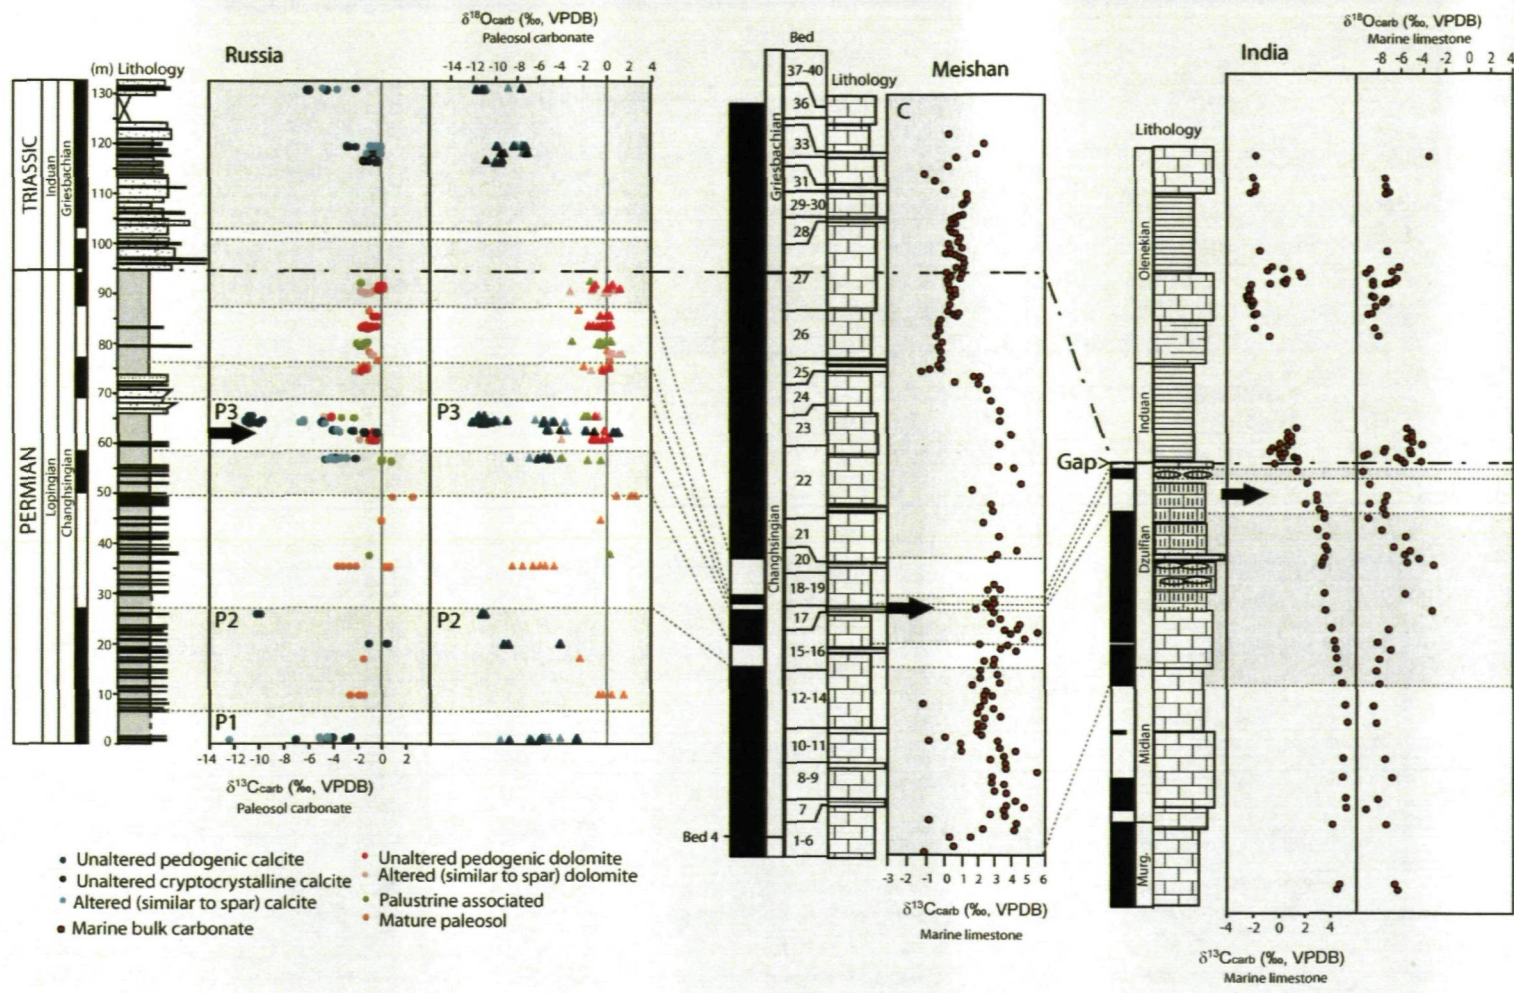 δ18Ocarb (‰, VPDB)
Paleosol carbonate
Russia
(m) Lithology
-14 -12 -10 -8 -6 -4 -2 0 2 4
130
120
110
100
90
80
70
60
50
40
30
20
10
0
TRIASSIC
Induan
Griesbachian
PERMIAN
Lopingian
Changhsingian
P3
P3
P2
P2
P1
-14 -12 -10 -8 -6 -4 -2 0 2
δ13Ccarb (‰, VPDB)
Paleosol carbonate
Bed
Lithology
Meishan
C
37-40
36
33
31
29-30
28
27
26
25
24
23
22
21
20
18-19
17
15-16
12-14
10-11
8-9
7
1-6
Bed 4
Griesbachian
Changhsingian
-3 -2 -1 0 1 2 3 4 5 6
δ13Ccarb (‰, VPDB)
Marine limestone
δ18Ocarb (‰, VPDB)
Marine limestone
India
-8 -6 -4 -2 0 2 4
Lithology
Olenekian
Induan
Gap>
Dzulfian
Midian
Murg.
-4 -2 0 2 4
δ13Ccarb (‰, VPDB)
Marine limestone
Unaltered pedogenic calcite
Unaltered cryptocrystalline calcite
Altered (similar to spar) calcite
Marine bulk carbonate
Unaltered pedogenic dolomite
Altered (similar to spar) dolomite
Palustrine associated
Mature paleosol